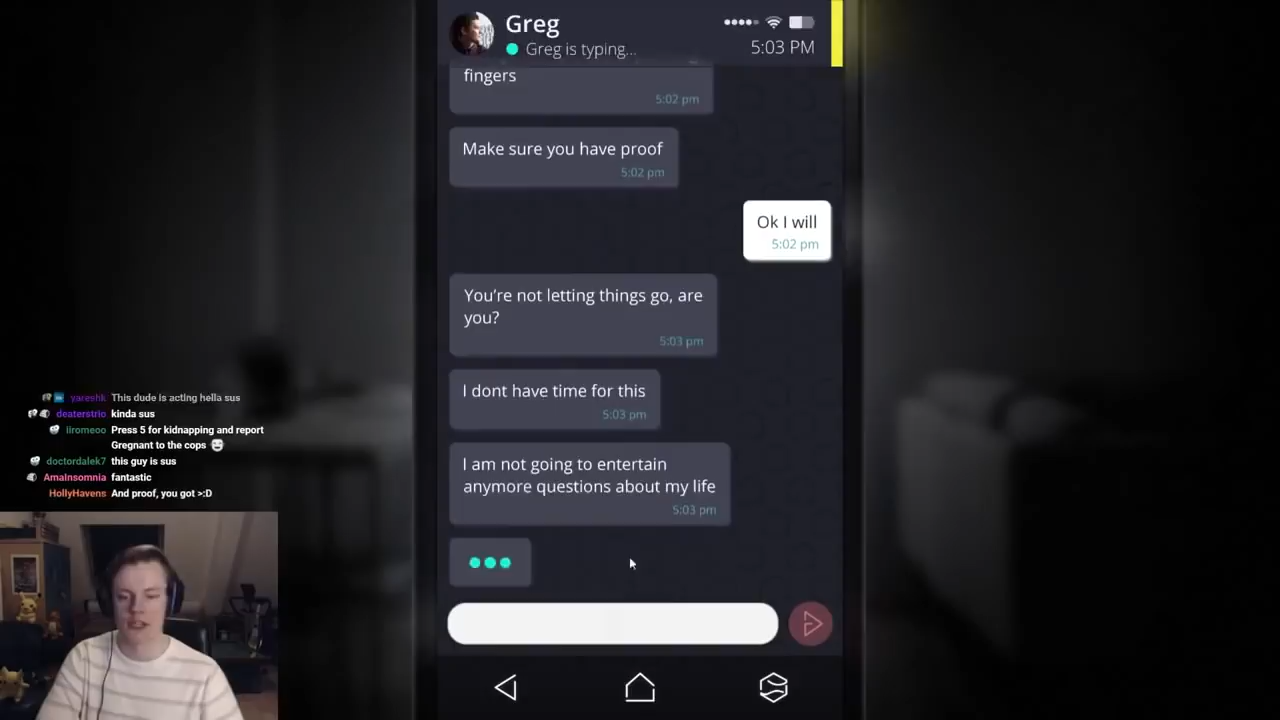 Greg
Greg is typing...
5:03 PM
fingers
5:02 pm
Make sure you have proof
5:02 pm
Ok I will
5:02 pm
You're not letting things go, are
you?
5:03 pm
I dont have time for this
5:03 pm
I am not going to entertain
anymore questions about my life
5:03 pm
yareshk This dude is acting hella sus
deaterstrio kinda sus
iiromeoo Press 5 for kidnapping and report
Gregnant to the cops
doctordalek7 this guy is sus
AmaInsomnia fantastic
HollyHavens And proof, you got >:D